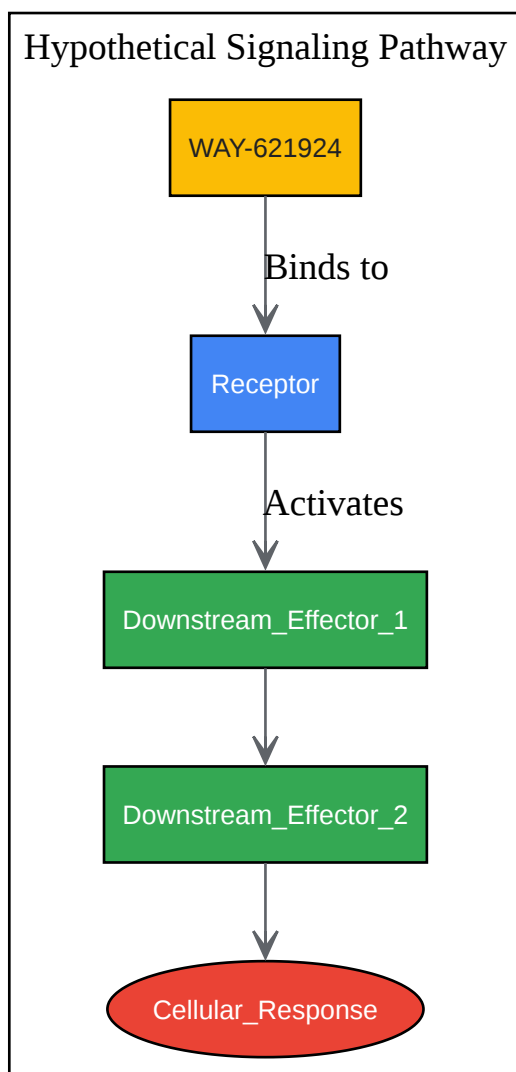 Hypothetical Signaling Pathway
WAY-621924
Binds to
Receptor
Activates
Downstream_Effector_1
Downstream_Effector_2
Cellular_Response